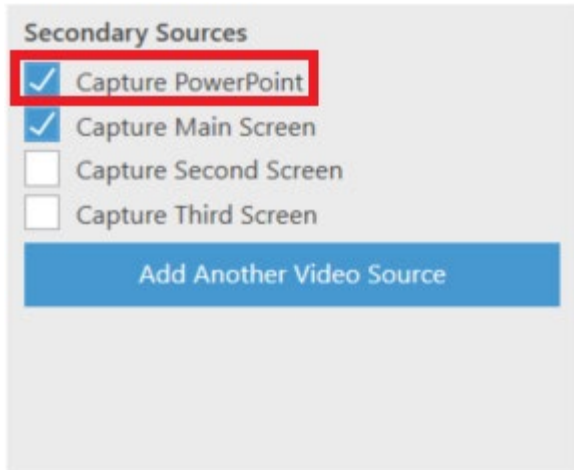 Secondary Sources
Capture PowerPoint
Capture Main Screen
Capture Second Screen
Capture Third Screen
Add Another Video Source